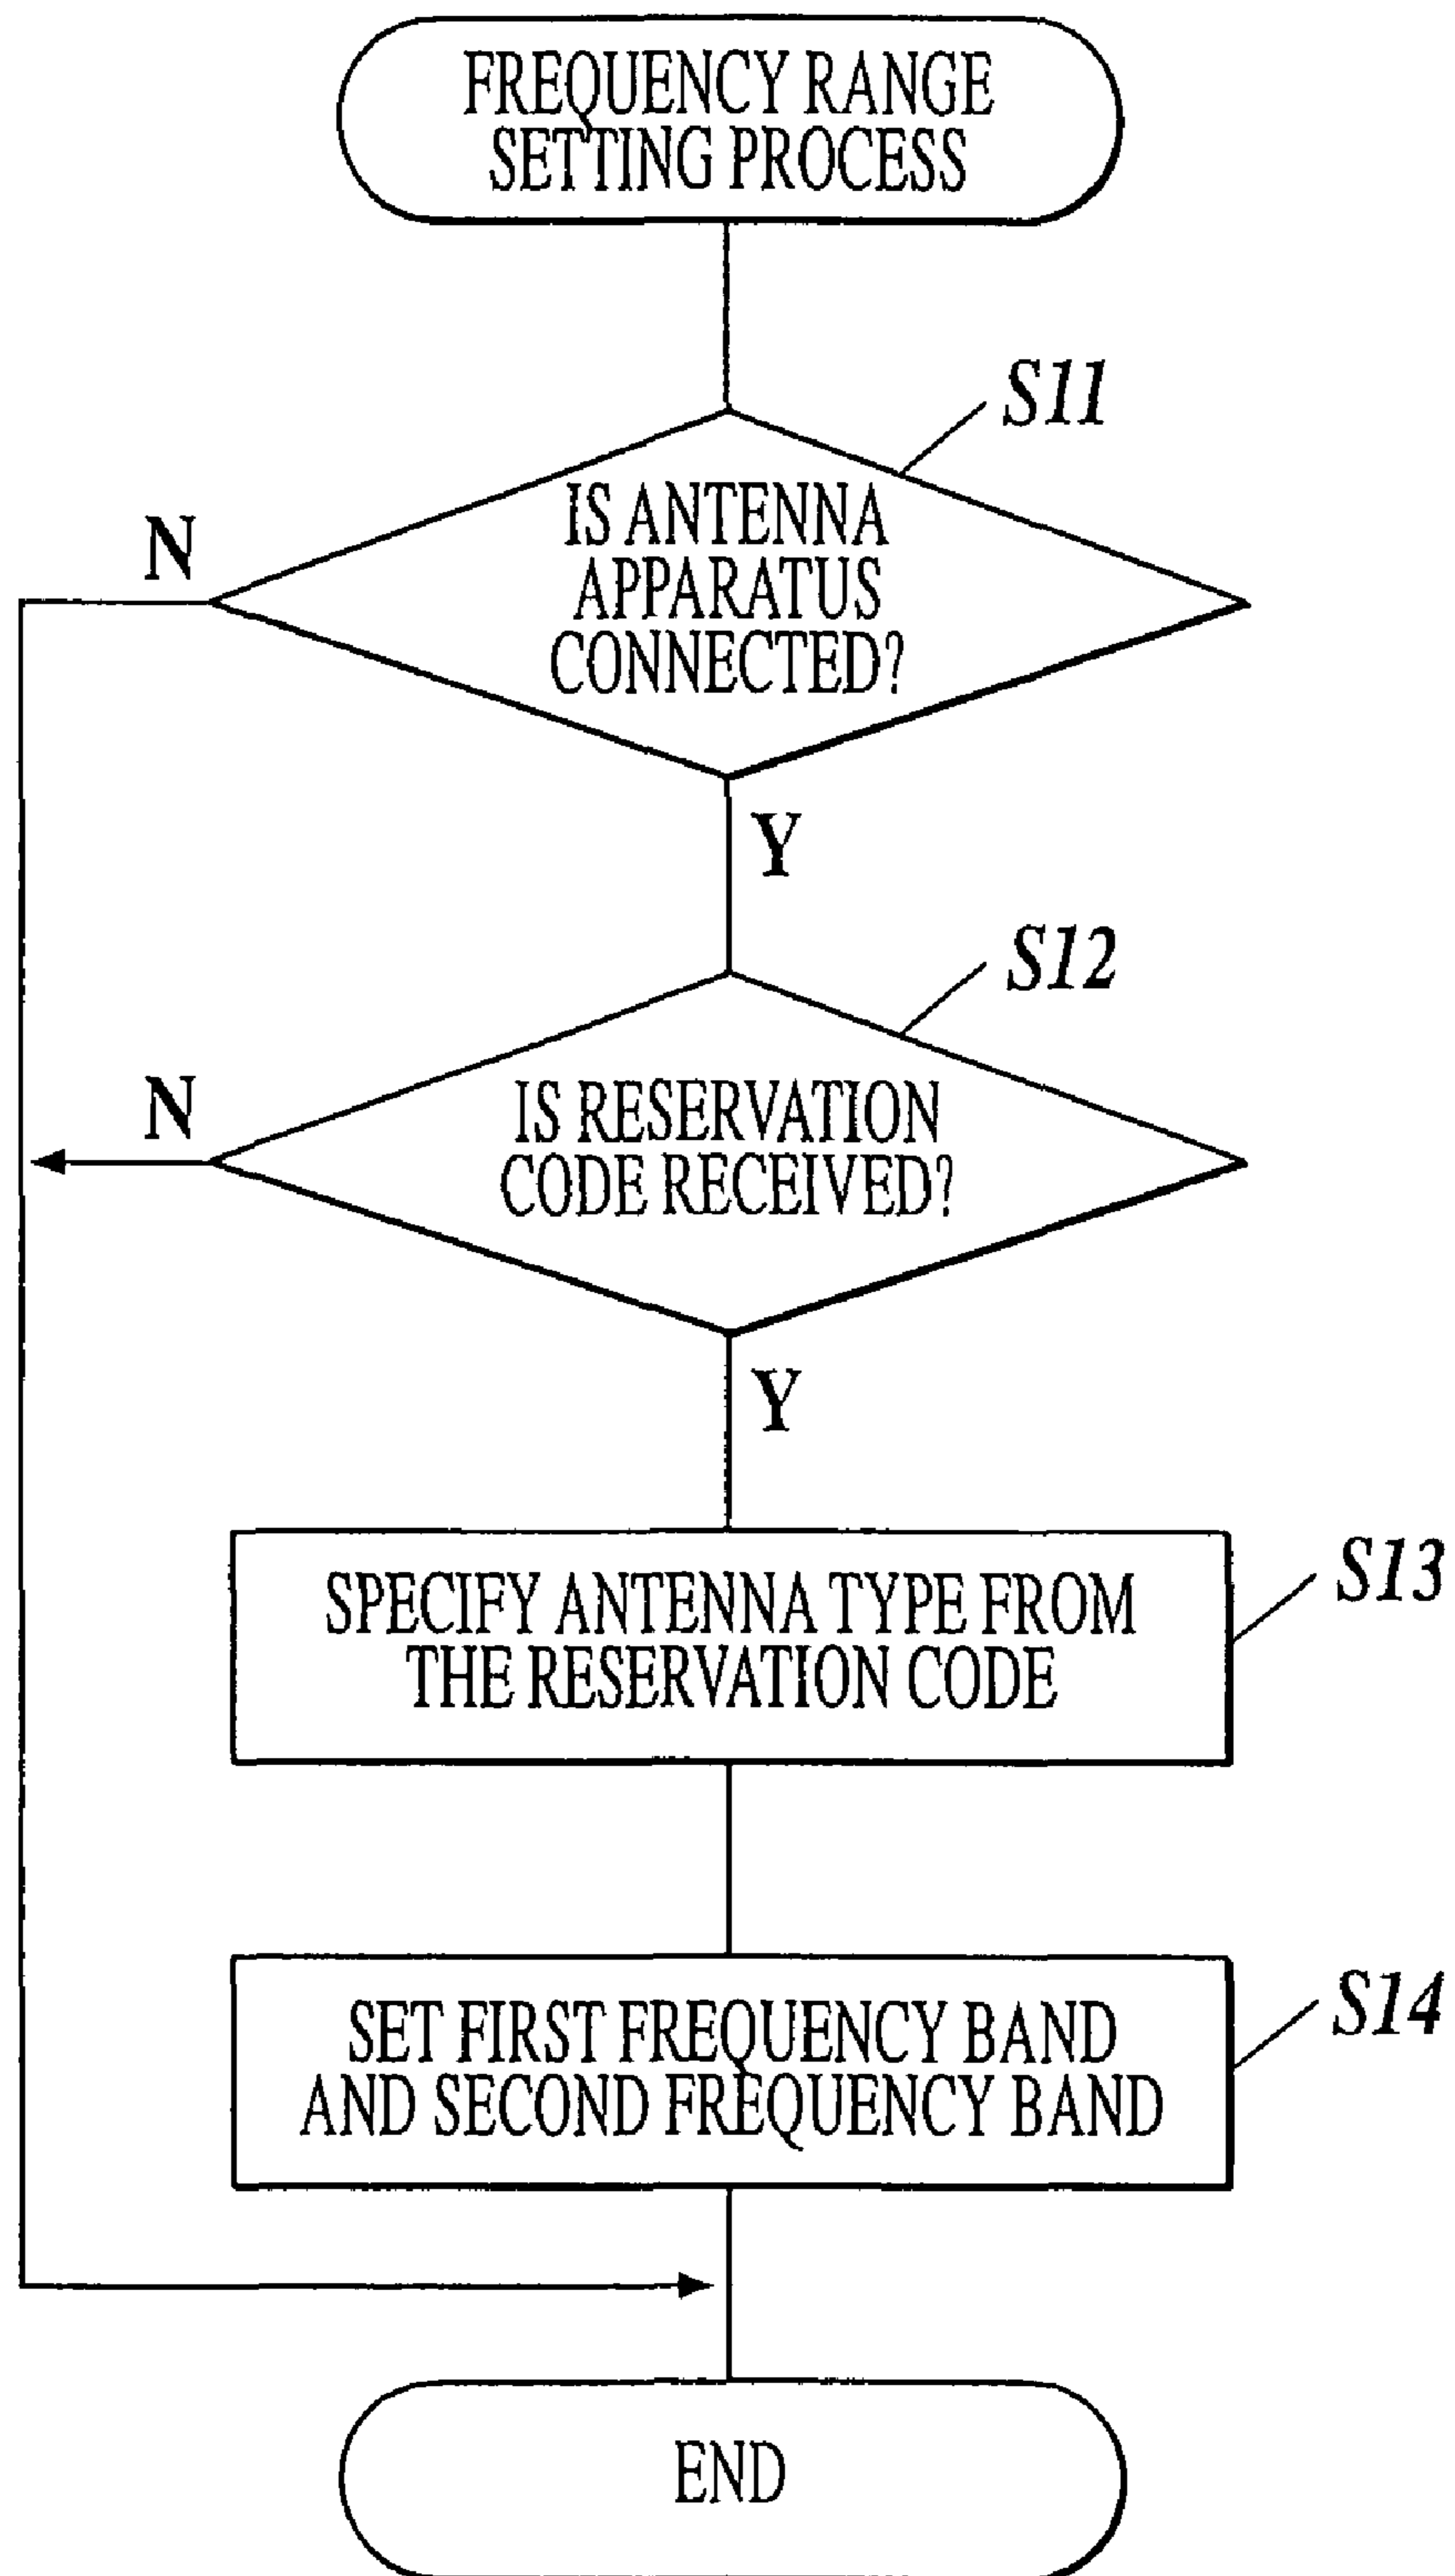 FREQUENCY RANGE
SETTING PROCESS
S11
IS ANTENNA
APPARATUS
CONNECTED?
N
Y
S12
IS RESERVATION
CODE RECEIVED?
N
Y
S13
SPECIFY ANTENNA TYPE FROM
THE RESERVATION CODE
S14
SET FIRST FREQUENCY BAND
AND SECOND FREQUENCY BAND
END